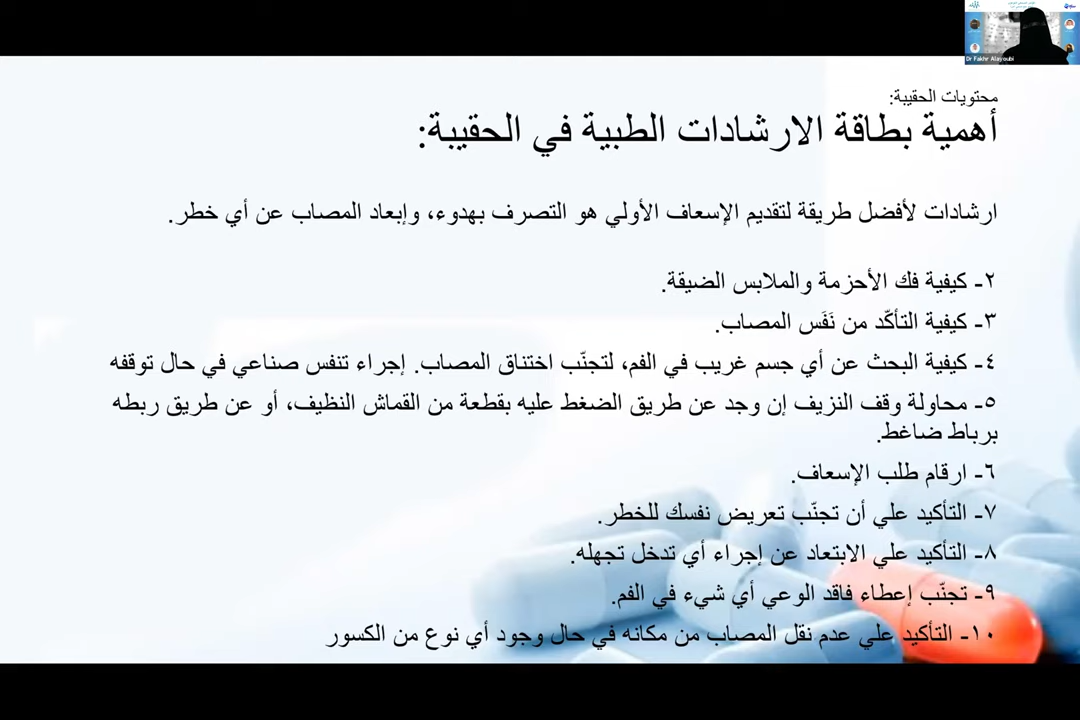 Dr Fakhr Alayoubi
محتويات الحقيبة:
أهمية بطاقة الارشادات الطبية في الحقيبة:
ارشادات لأفضل طريقة لتقديم الإسعاف الأولي هو التصرف بهدوء، وإبعاد المصاب عن أي خطر.
٢- كيفية فك الأحزمة والملابس الضيقة.
٣- كيفية التأكّد من نَفَس المصاب.
٤- كيفية البحث عن أي جسم غريب في الفم، لتجنّب اختناق المصاب. إجراء تنفس صناعي في حال توقفه
٥- محاولة وقف النزيف إن وجد عن طريق الضغط عليه بقطعة من القماش النظيف، أو عن طريق ربطه
برباط ضاغط.
٦- ارقام طلب الإسعاف.
٧- التأكيد علي أن تجنّب تعريض نفسك للخطر.
٨- التأكيد علي الابتعاد عن إجراء أي تدخل تجهله.
٩- تجنّب إعطاء فاقد الوعي أي شيء في الفم.
١٠- التأكيد علي عدم نقل المصاب من مكانه في حال وجود أي نوع من الكسور